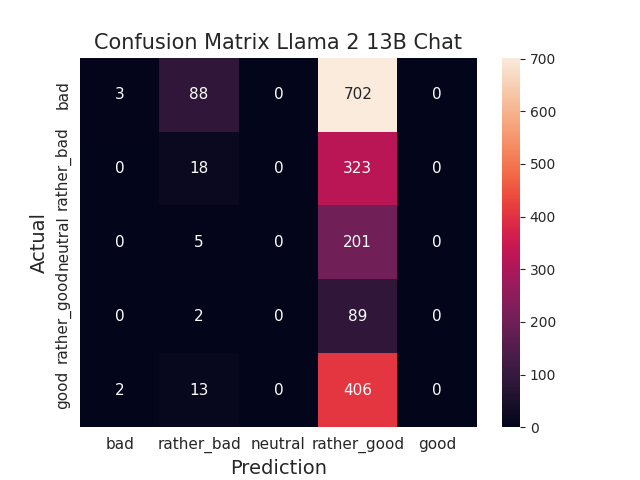 Confusion Matrix Llama 2 13B Chat
Actual
bad 3 88 0 702 0
rather_bad 0 18 0 323 0
neutral 0 5 0 201 0
rather_good 0 2 0 89 0
good 2 13 0 406 0
bad rather_bad neutral rather_good good
Prediction
700
600
500
400
300
200
100
0